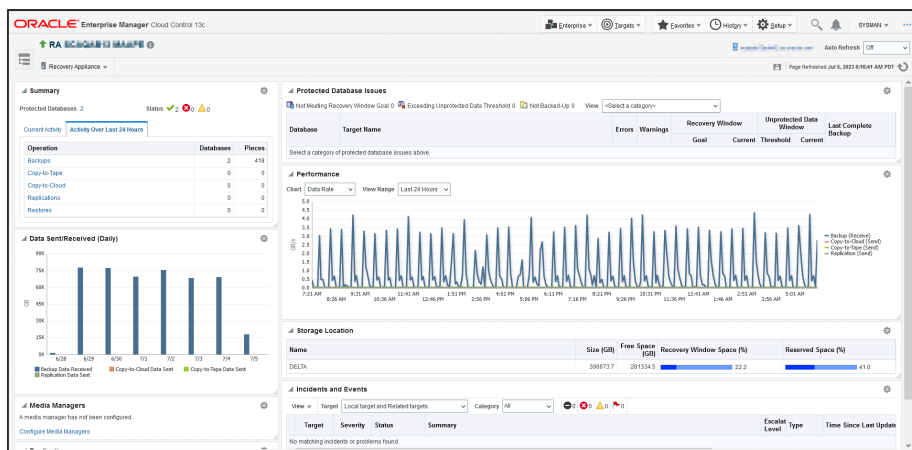 ORACLE Enterprise Manager Cloud Control 13c
Enterprise Targets Favorites History Setup SYSMAN
RA
Auto Refresh Off
Recovery Appliance
Page Refreshed Jul 5, 2023 6:16:41 AM PDT
Summary
Protected Databases 2 Status 2 0 0
Current Activity Activity Over Last 24 Hours
Operation Databases Pieces
Backups 2 418
Copy-to-Tape 0 0
Copy-to-Cloud 0 0
Replications 0 0
Restores 0 0
Data Sent/Received (Daily)
90K
75K
60K
45K
30K
15K
0K
GB
6/28 6/29 6/30 7/1 7/2 7/3 7/4 7/5
Backup Data Received Copy-to-Cloud Data Sent Copy-to-Tape Data Sent
Replication Data Sent
Media Managers
A media manager has not been configured.
Configure Media Managers
Protected Database Issues
Not Meeting Recovery Window Goal 0 Exceeding Unprotected Data Threshold 0 Not Backed-Up 0 View <Select a category>
Database Target Name Errors Warnings Recovery Window Unprotected Data Window Last Complete Backup
Goal Current Threshold Current
Select a category of protected database issues above.
Performance
Chart Data Rate View Range Last 24 Hours
5.0
4.5
4.0
3.5
3.0
2.5
2.0
1.5
1.0
0.5
0.0
GB/s
7:21 AM 9:31 AM 11:41 AM 1:51 PM 4:01 PM 6:11 PM 8:21 PM 10:31 PM 12:41 AM 2:51 AM 5:01 AM
8:26 AM 10:36 AM 12:46 PM 2:56 PM 5:06 PM 7:16 PM 9:26 PM 11:36 PM 1:46 AM 3:56 AM
Backup (Receive)
Copy-to-Cloud (Send)
Copy-to-Tape (Send)
Replication (Send)
Storage Location
Name Size (GB) Free Space (GB) Recovery Window Space (%) Reserved Space (%)
DELTA 396673.7 281334.5 22.2 41.0
Incidents and Events
View Target Local target and Related targets Category All 0 0 0 0
Target Severity Status Summary Escalat Level Type Time Since Last Update
No matching incidents or problems found.